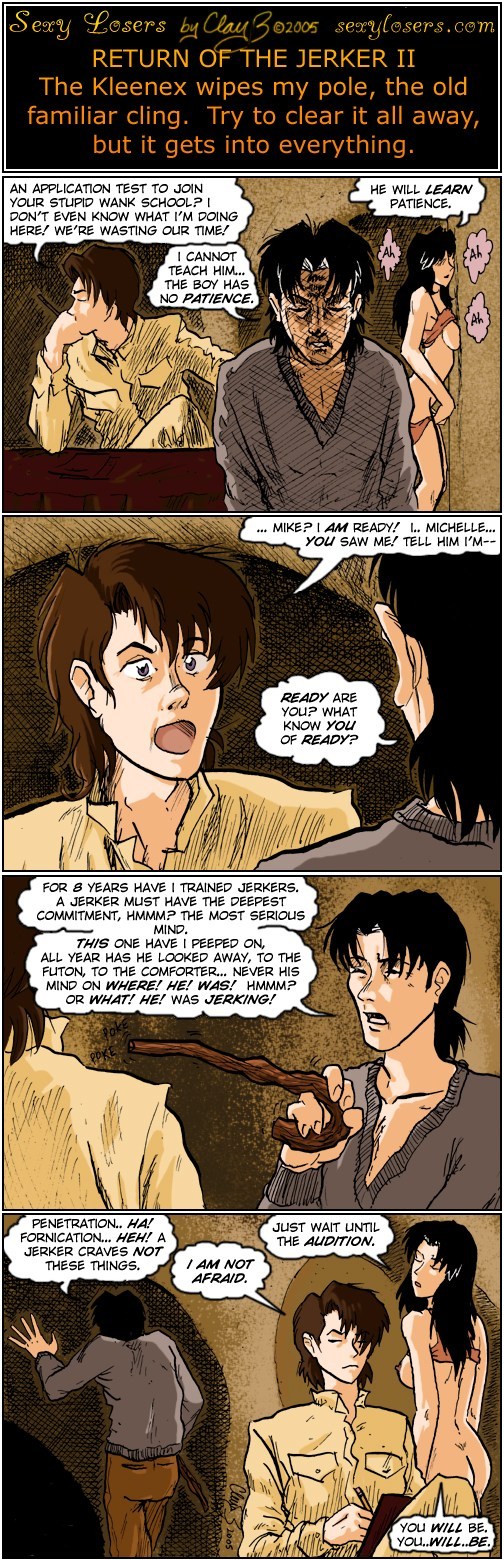 Sexy Losers by Clay 3 ©2005 sexylosers.com
RETURN OF THE JERKER II
The Kleenex wipes my pole, the old
familiar cling. Try to clear it all away,
but it gets into everything.
AN APPLICATION TEST TO JOIN
YOUR STUPID WANK SCHOOL? I
DON'T EVEN KNOW WHAT I'M DOING
HERE! WE'RE WASTING OUR TIME!
I CANNOT
TEACH HIM...
THE BOY HAS
NO PATIENCE.
HE WILL LEARN
PATIENCE.
Ah
Ah
Ah
... MIKE? I AM READY! I.. MICHELLE...
YOU SAW ME! TELL HIM I'M--
READY ARE
YOU? WHAT
KNOW YOU
OF READY?
FOR 8 YEARS HAVE I TRAINED JERKERS.
A JERKER MUST HAVE THE DEEPEST
COMMITMENT, HMMM? THE MOST SERIOUS
MIND.
THIS ONE HAVE I PEEPED ON,
ALL YEAR HAS HE LOOKED AWAY, TO THE
FUTON, TO THE COMFORTER... NEVER HIS
MIND ON WHERE! HE! WAS! HMMM?
OR WHAT! HE! WAS JERKING!
POKE
POKE
PENETRATION.. HA!
FORNICATION... HEH! A
JERKER CRAVES NOT
THESE THINGS.
I AM NOT
AFRAID.
JUST WAIT UNTIL
THE AUDITION.
YOU WILL BE.
YOU..WILL..BE.
Clay 3 2005